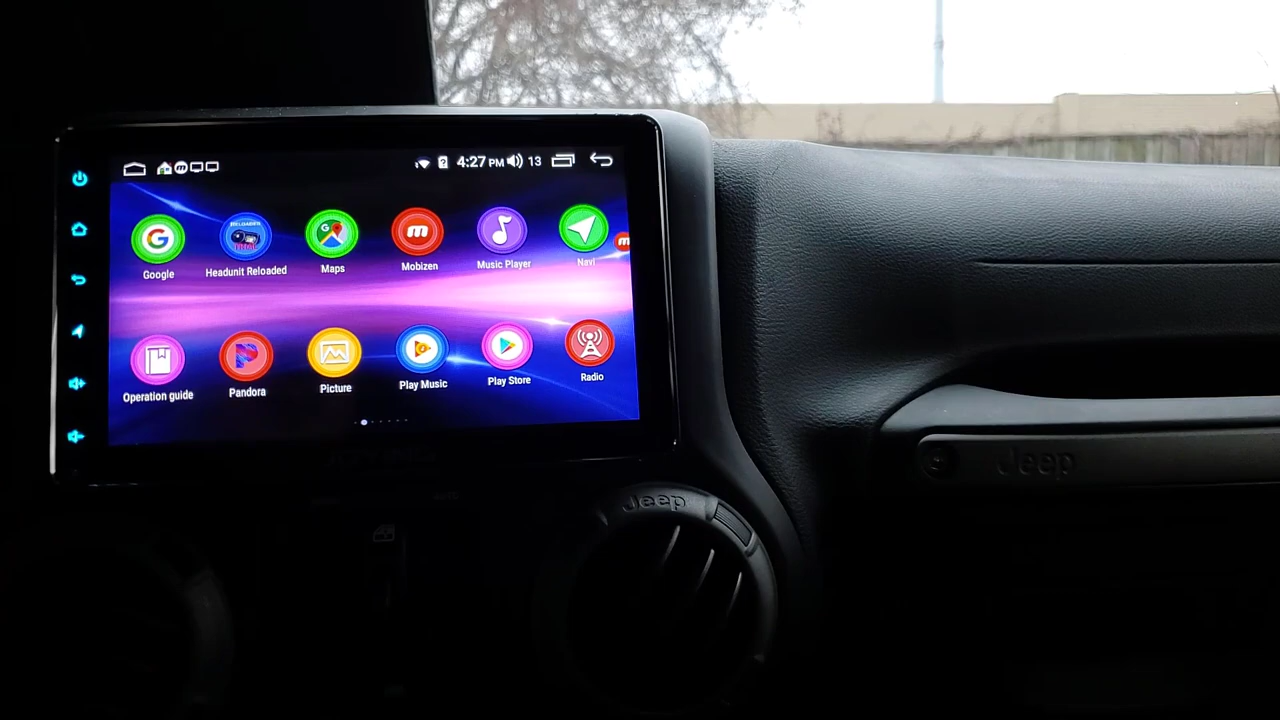 4:27 PM 13
Google
Headunit Reloaded
Maps
Mobizen
Music Player
Navi
Operation guide
Pandora
Picture
Play Music
Play Store
Radio
Jeep
Jeep